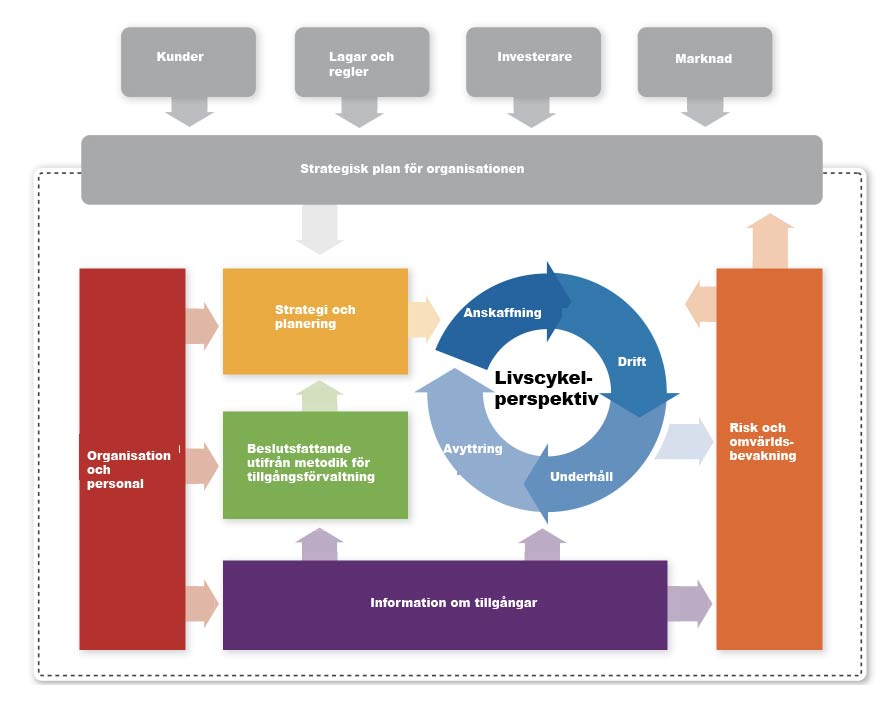 Kunder
Lagar och
regler
Investerare
Marknad
Strategisk plan för organisationen
Strategi och
planering
Anskaffning
Drift
Livscykel-
perspektiv
Organisation
och
personal
Beslutsfattande
utifrån metodik för
tillgångsförvaltning
Avyttring
Underhåll
Risk och
omvärlds-
bevakning
Information om tillgångar